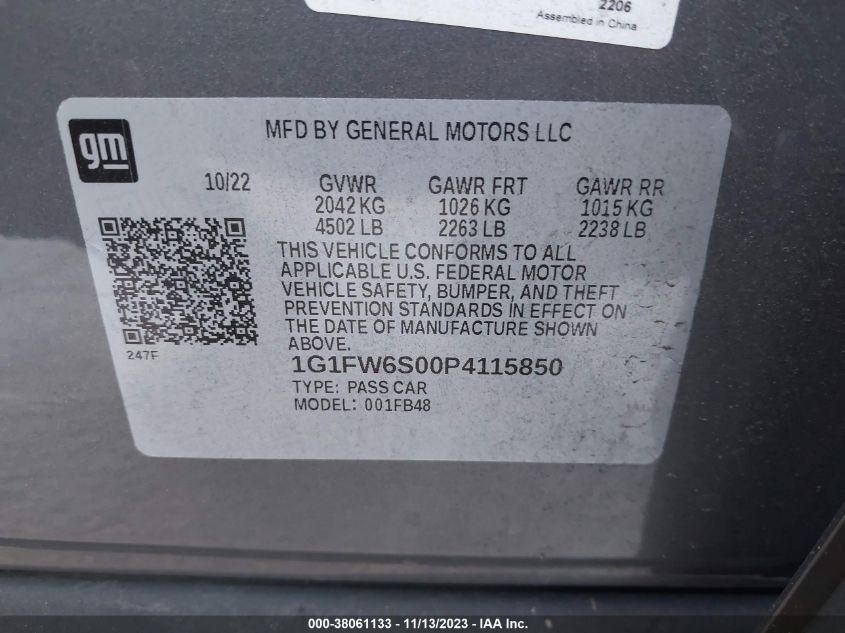 2206
Assembled in China
gm
MFD BY GENERAL MOTORS LLC
10/22 GVWR GAWR FRT GAWR RR
2042 KG 1026 KG 1015 KG
4502 LB 2263 LB 2238 LB
THIS VEHICLE CONFORMS TO ALL
APPLICABLE U.S. FEDERAL MOTOR
VEHICLE SAFETY, BUMPER, AND THEFT
PREVENTION STANDARDS IN EFFECT ON
THE DATE OF MANUFACTURE SHOWN
ABOVE.
247F
1G1FW6S00P4115850
TYPE: PASS CAR
MODEL: 001FB48
000-38061133 - 11/13/2023 - IAA Inc.